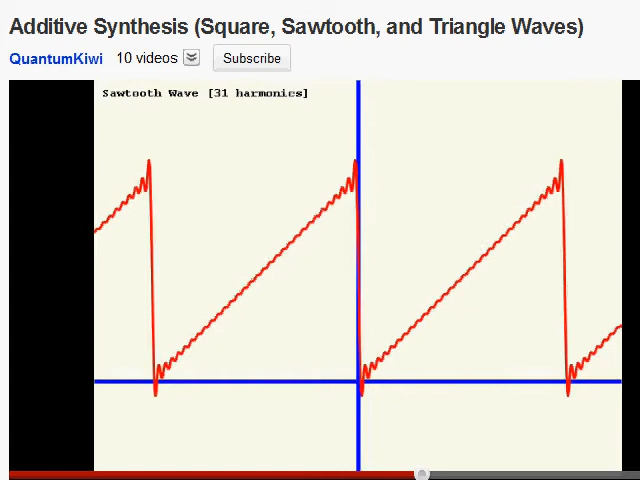 Additive Synthesis (Square, Sawtooth, and Triangle Waves)
QuantumKiwi 10 videos Subscribe
Sawtooth Wave [31 harmonics]